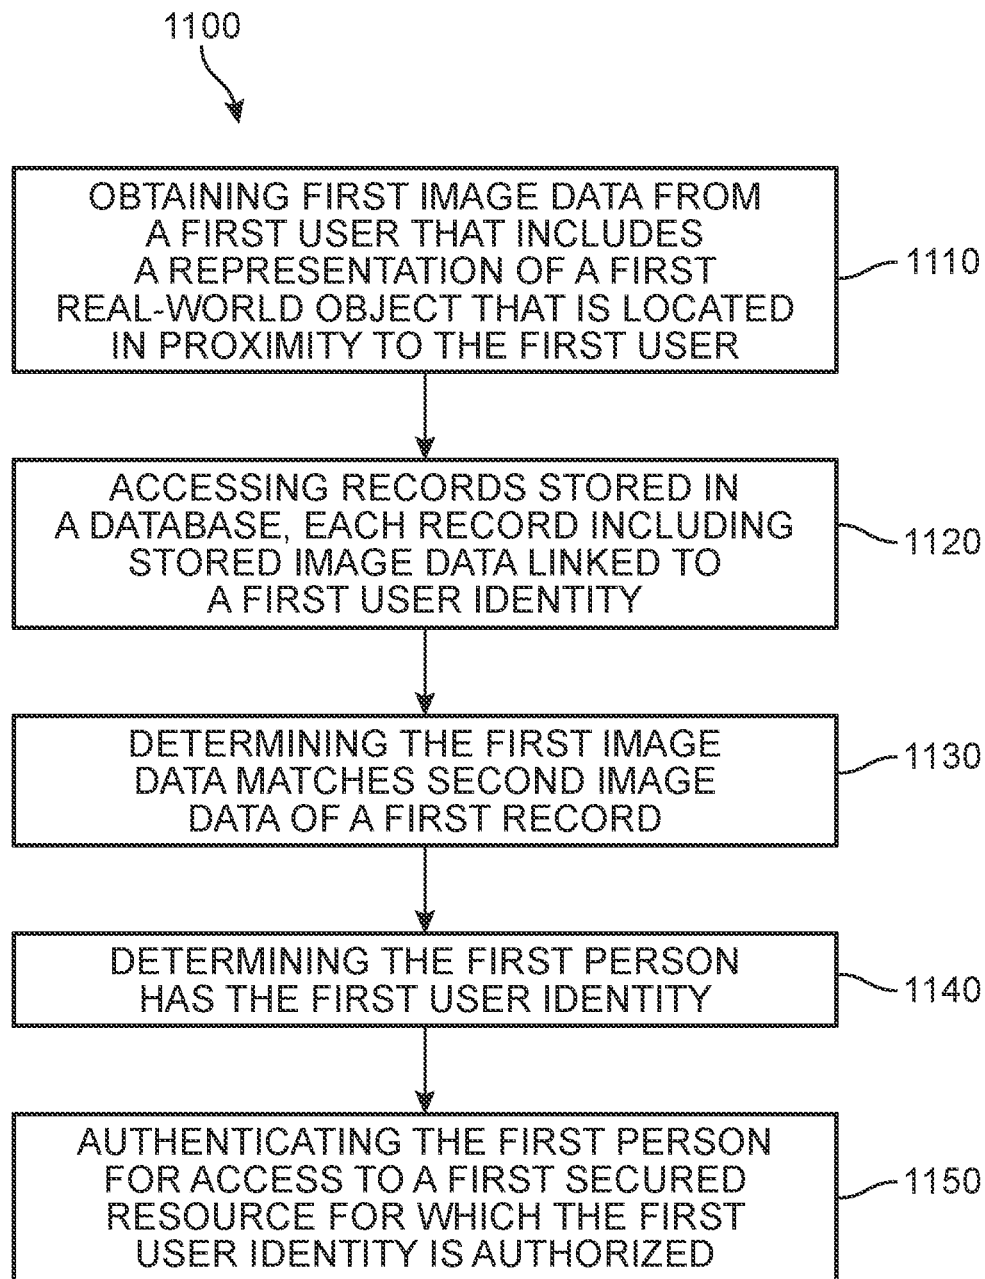 1100
OBTAINING FIRST IMAGE DATA FROM
A FIRST USER THAT INCLUDES
A REPRESENTATION OF A FIRST
REAL-WORLD OBJECT THAT IS LOCATED
IN PROXIMITY TO THE FIRST USER
1110
ACCESSING RECORDS STORED IN
A DATABASE, EACH RECORD INCLUDING
STORED IMAGE DATA LINKED TO
A FIRST USER IDENTITY
1120
DETERMINING THE FIRST IMAGE
DATA MATCHES SECOND IMAGE
DATA OF A FIRST RECORD
1130
DETERMINING THE FIRST PERSON
HAS THE FIRST USER IDENTITY
1140
AUTHENTICATING THE FIRST PERSON
FOR ACCESS TO A FIRST SECURED
RESOURCE FOR WHICH THE FIRST
USER IDENTITY IS AUTHORIZED
1150